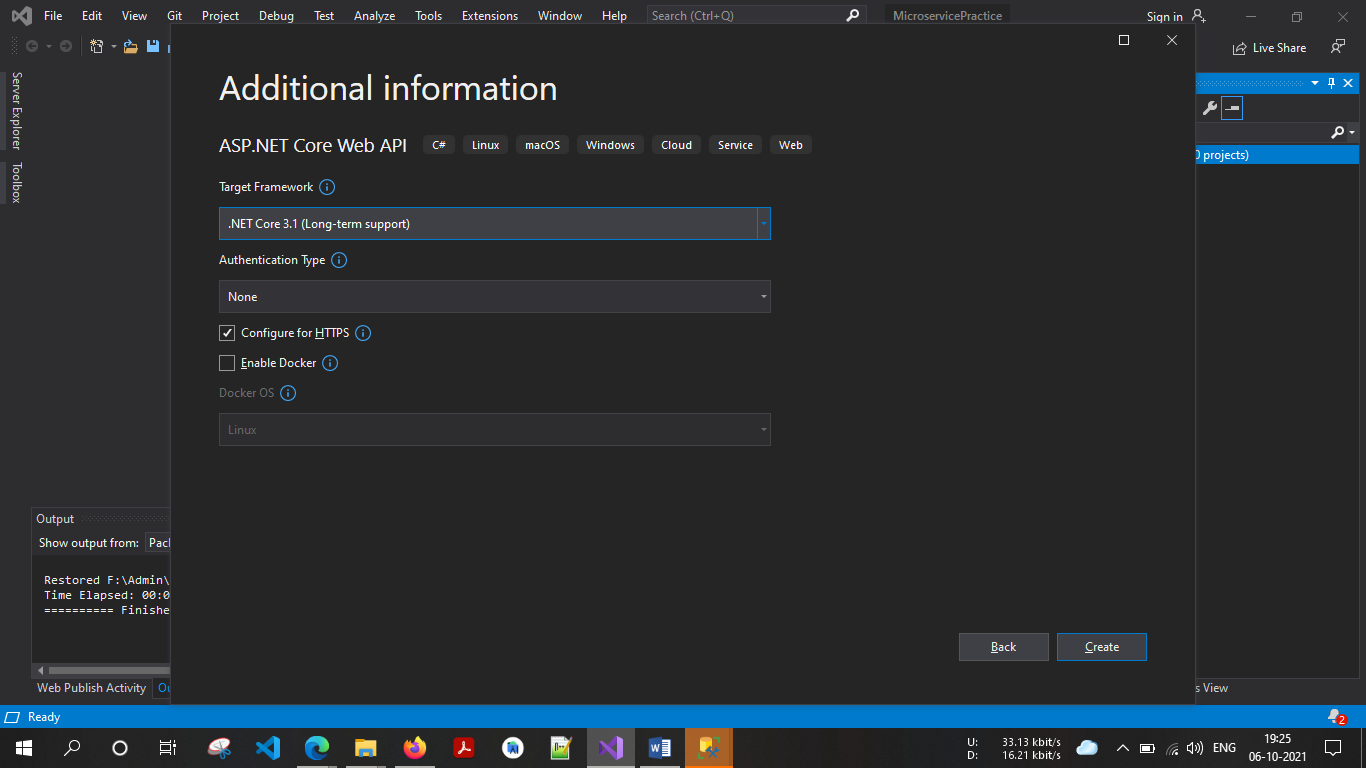 File Edit View Git Project Debug Test Analyze Tools Extensions Window Help Search (Ctrl+Q) MicroservicePractice Sign in
Live Share
Server Explorer
Toolbox
Additional information
ASP.NET Core Web API C# Linux macOS Windows Cloud Service Web
Target Framework
.NET Core 3.1 (Long-term support)
Authentication Type
None
Configure for HTTPS
Enable Docker
Docker OS
Linux
Back Create
0 projects)
Output
Show output from: Pack
Restored F:\Admin\
Time Elapsed: 00:0
========== Finishe
Web Publish Activity Ou
s View
Ready
2
U: 33.13 kbit/s
D: 16.21 kbit/s
ENG
19:25
06-10-2021